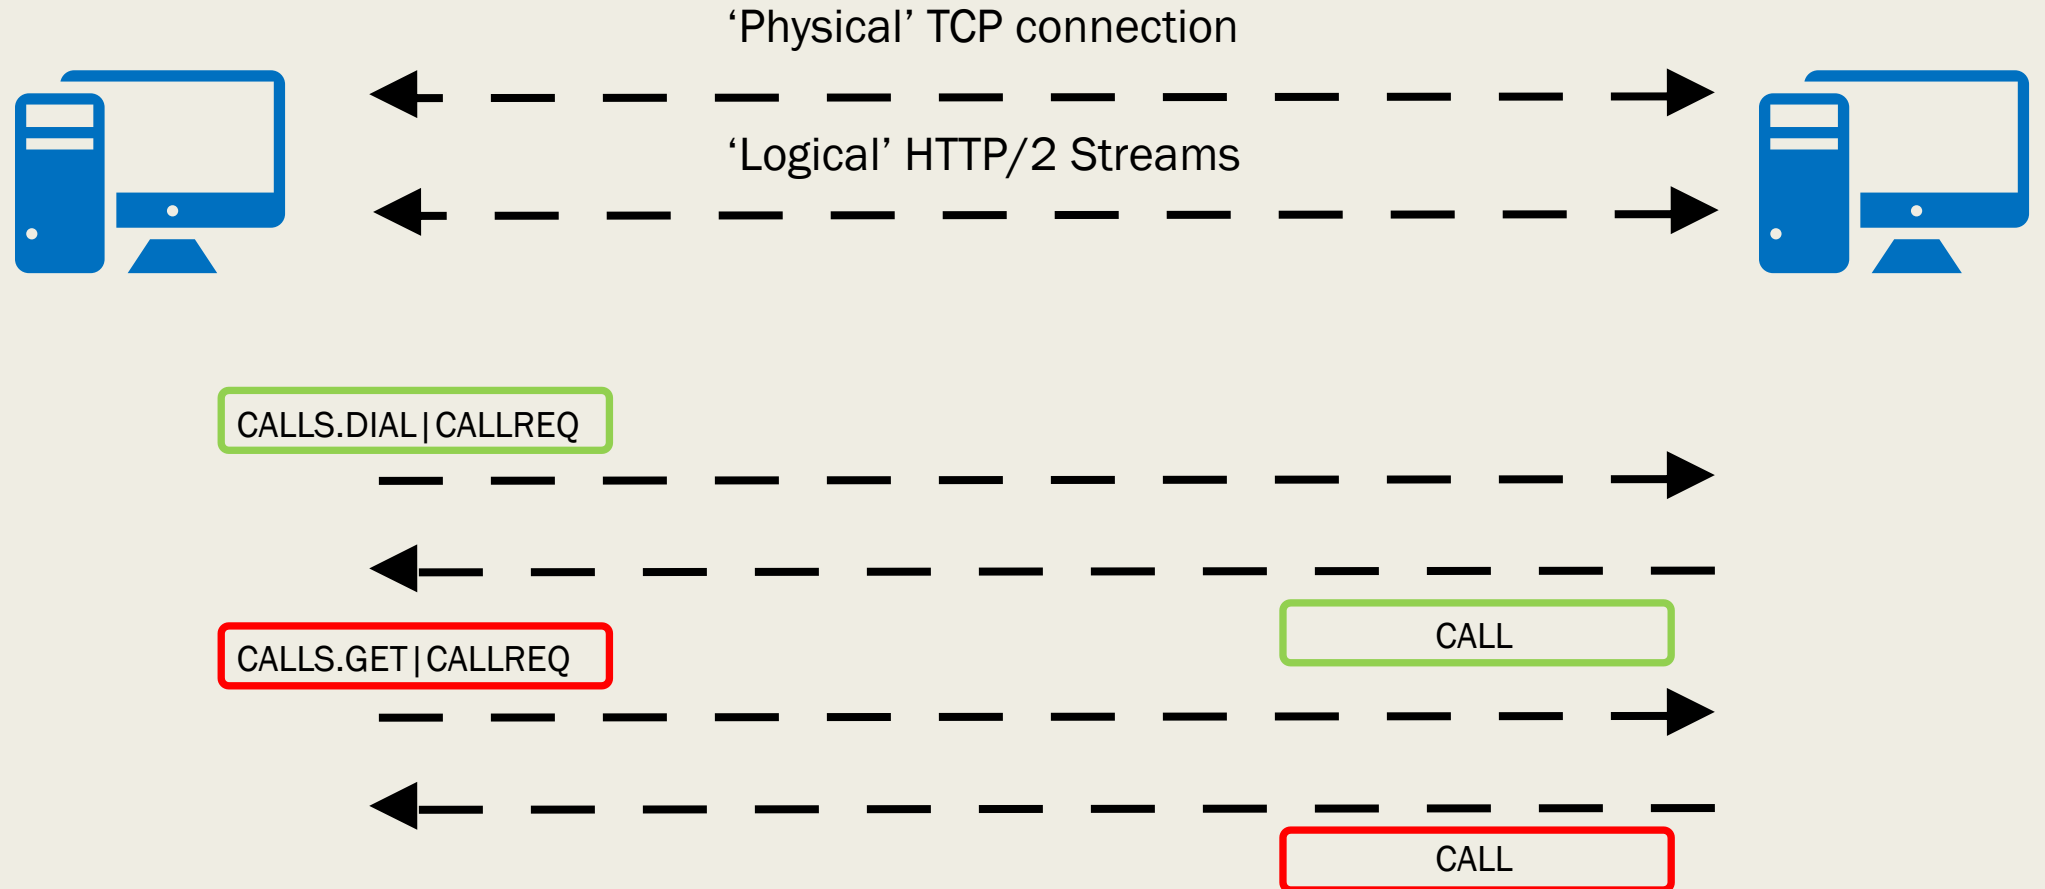 ‘Physical’ TCP connection
‘Logical’ HTTP/2 Streams
CALLS.DIAL|CALLREQ
CALL
CALLS.GET|CALLREQ
CALL